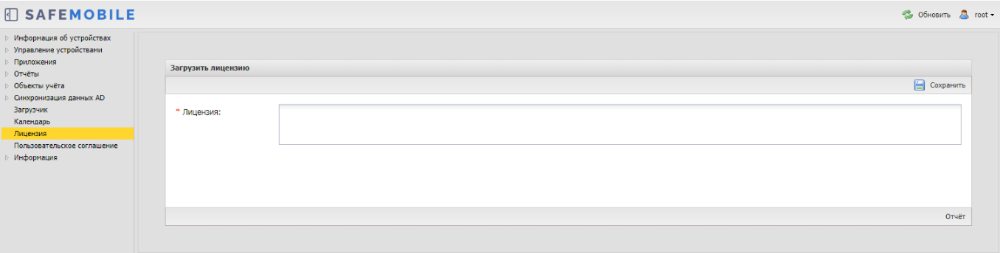 SAFEMOBILE
Обновить root
Информация об устройствах
Управление устройствами
Приложения
Отчёты
Объекты учёта
Синхронизация данных AD
Загрузчик
Календарь
Лицензия
Пользовательское соглашение
Информация
Загрузить лицензию
Сохранить
* Лицензия:
Отчёт